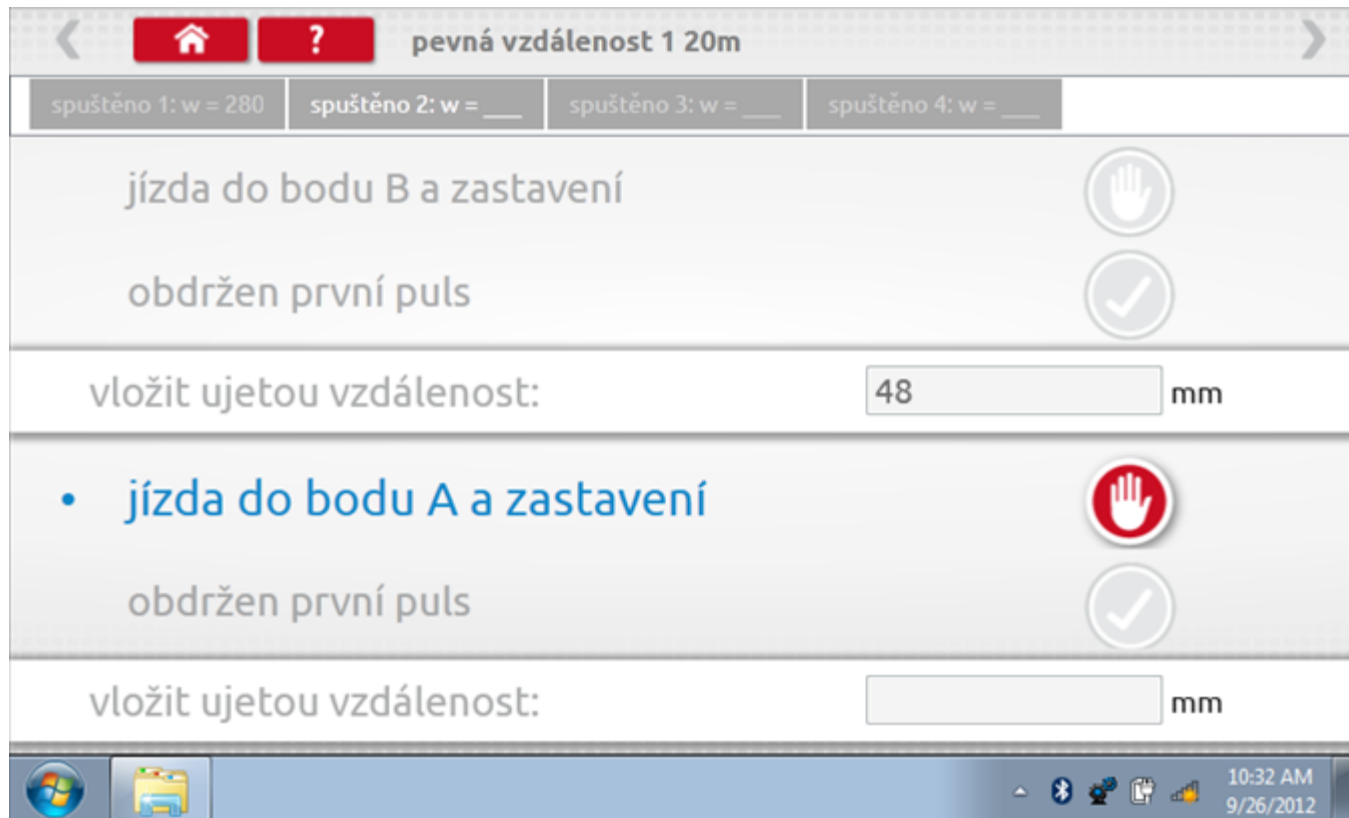 ? pevná vzdálenost 1 20m
spuštěno 1: w = 280 spuštěno 2: w = ___ spuštěno 3: w = ___ spuštěno 4: w = ___
jízda do bodu B a zastavení
obdržen první puls
vložit ujetou vzdálenost: 48 mm
• jízda do bodu A a zastavení
obdržen první puls
vložit ujetou vzdálenost: mm
10:32 AM
9/26/2012